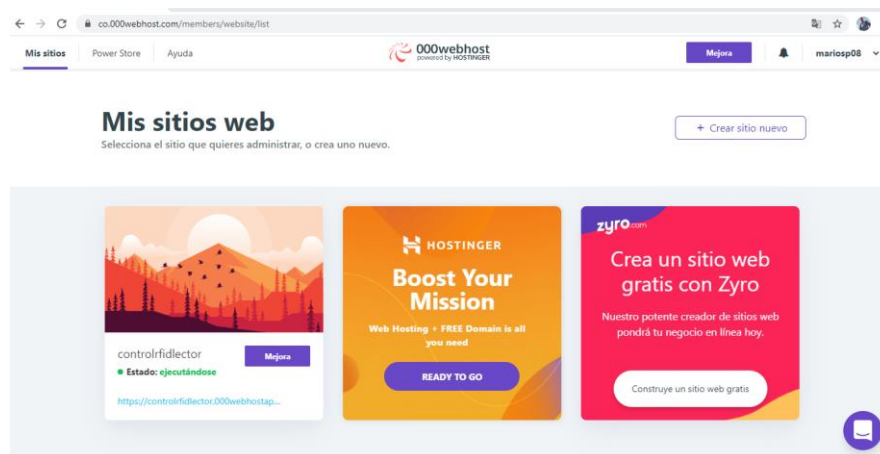 co.000webhost.com/members/website/list
Mis sitios Power Store Ayuda 000webhost Mejora mariosp08
powered by HOSTINGER
Mis sitios web
Selecciona el sitio que quieres administrar, o crea uno nuevo.
+ Crear sitio nuevo
controlrfidlector
Mejora
Estado: ejecutándose
https://controlrfidlector.000webhostap...
HOSTINGER
Boost Your
Mission
Web Hosting + FREE Domain is all
you need
READY TO GO
zyro.com
Crea un sitio web
gratis con Zyro
Nuestro potente creador de sitios web
pondrá tu negocio en línea hoy.
Construye un sitio web gratis